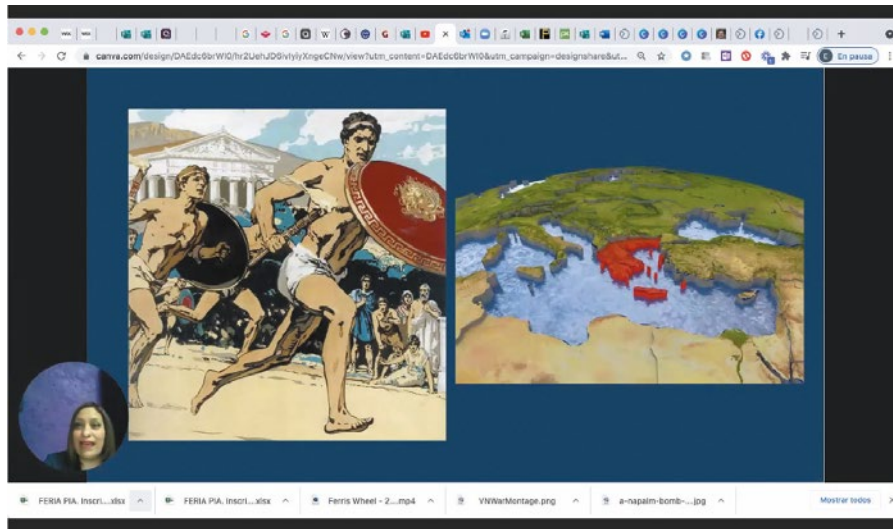 canva.com/design/DAEdc6brWI0/hr2UehJD6ivIyiyXngeCNw/view?utm_content=DAEdc6brWI0&utm_campaign=designshare&ut...
En pausa
FERIA PIA. Inscri....xlsx
FERIA PIA. Inscri....xlsx
Ferris Wheel - 2....mp4
VNWarMontage.png
a-napalm-bomb-...jpg
Mostrar todos